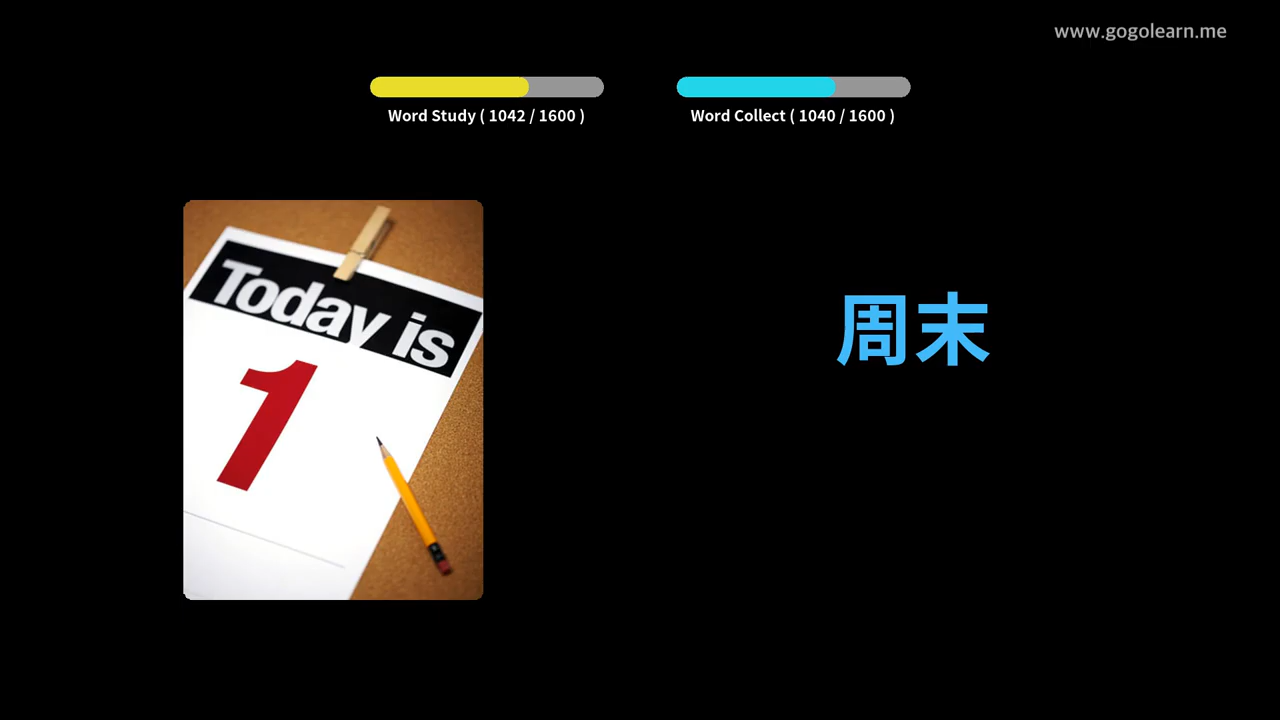 www.gogolearn.me
Word Study ( 1042 / 1600 )
Word Collect ( 1040 / 1600 )
Today is
1
周末